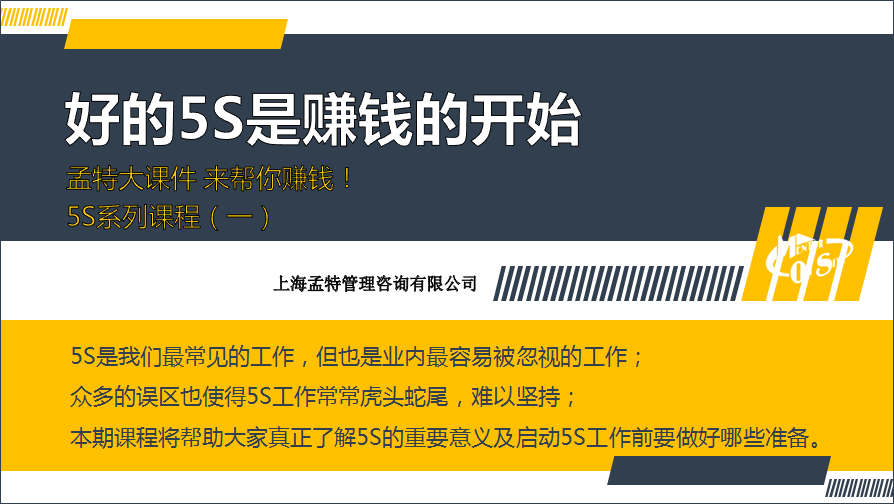 好的5S是赚钱的开始
孟特大课件 来帮你赚钱！
5S系列课程（一）
上海孟特管理咨询有限公司
5S是我们最常见的工作，但也是业内最容易被忽视的工作；
众多的误区也使得5S工作常常虎头蛇尾，难以坚持；
本期课程将帮助大家真正了解5S的重要意义及启动5S工作前要做好哪些准备。